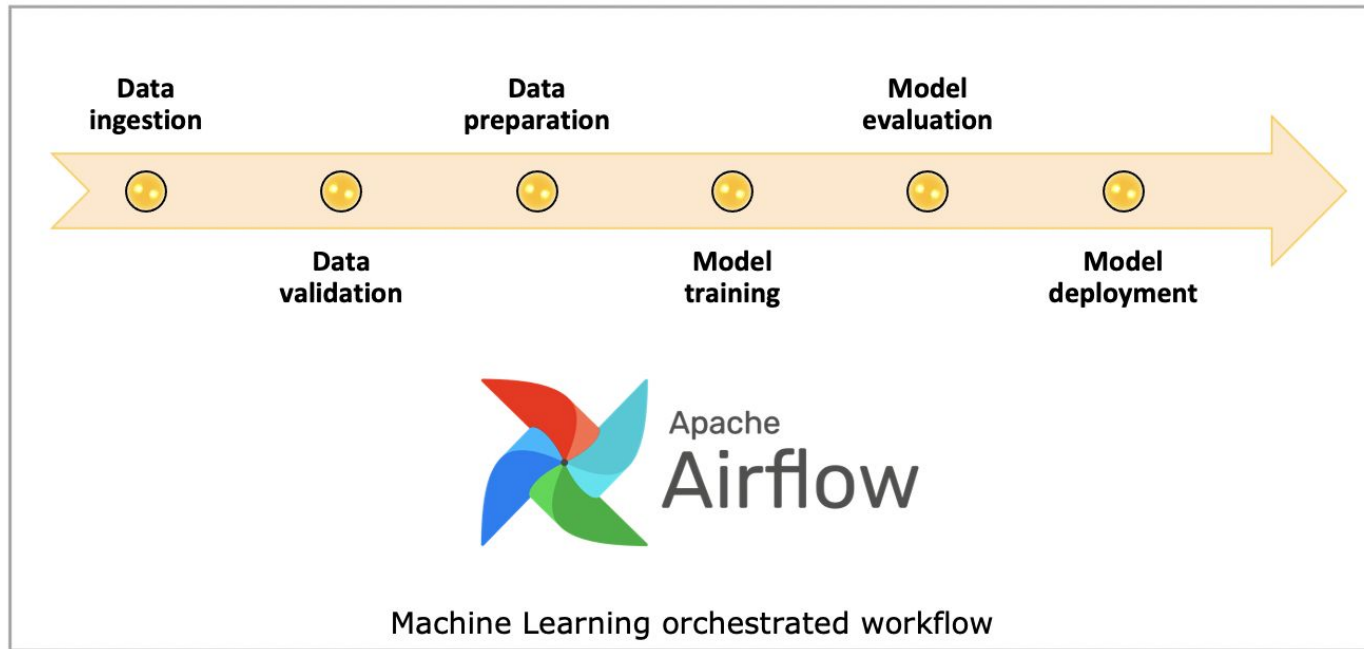 Data
ingestion
Data
validation
Data
preparation
Model
training
Model
evaluation
Model
deployment
Apache
Airflow
Machine Learning orchestrated workflow